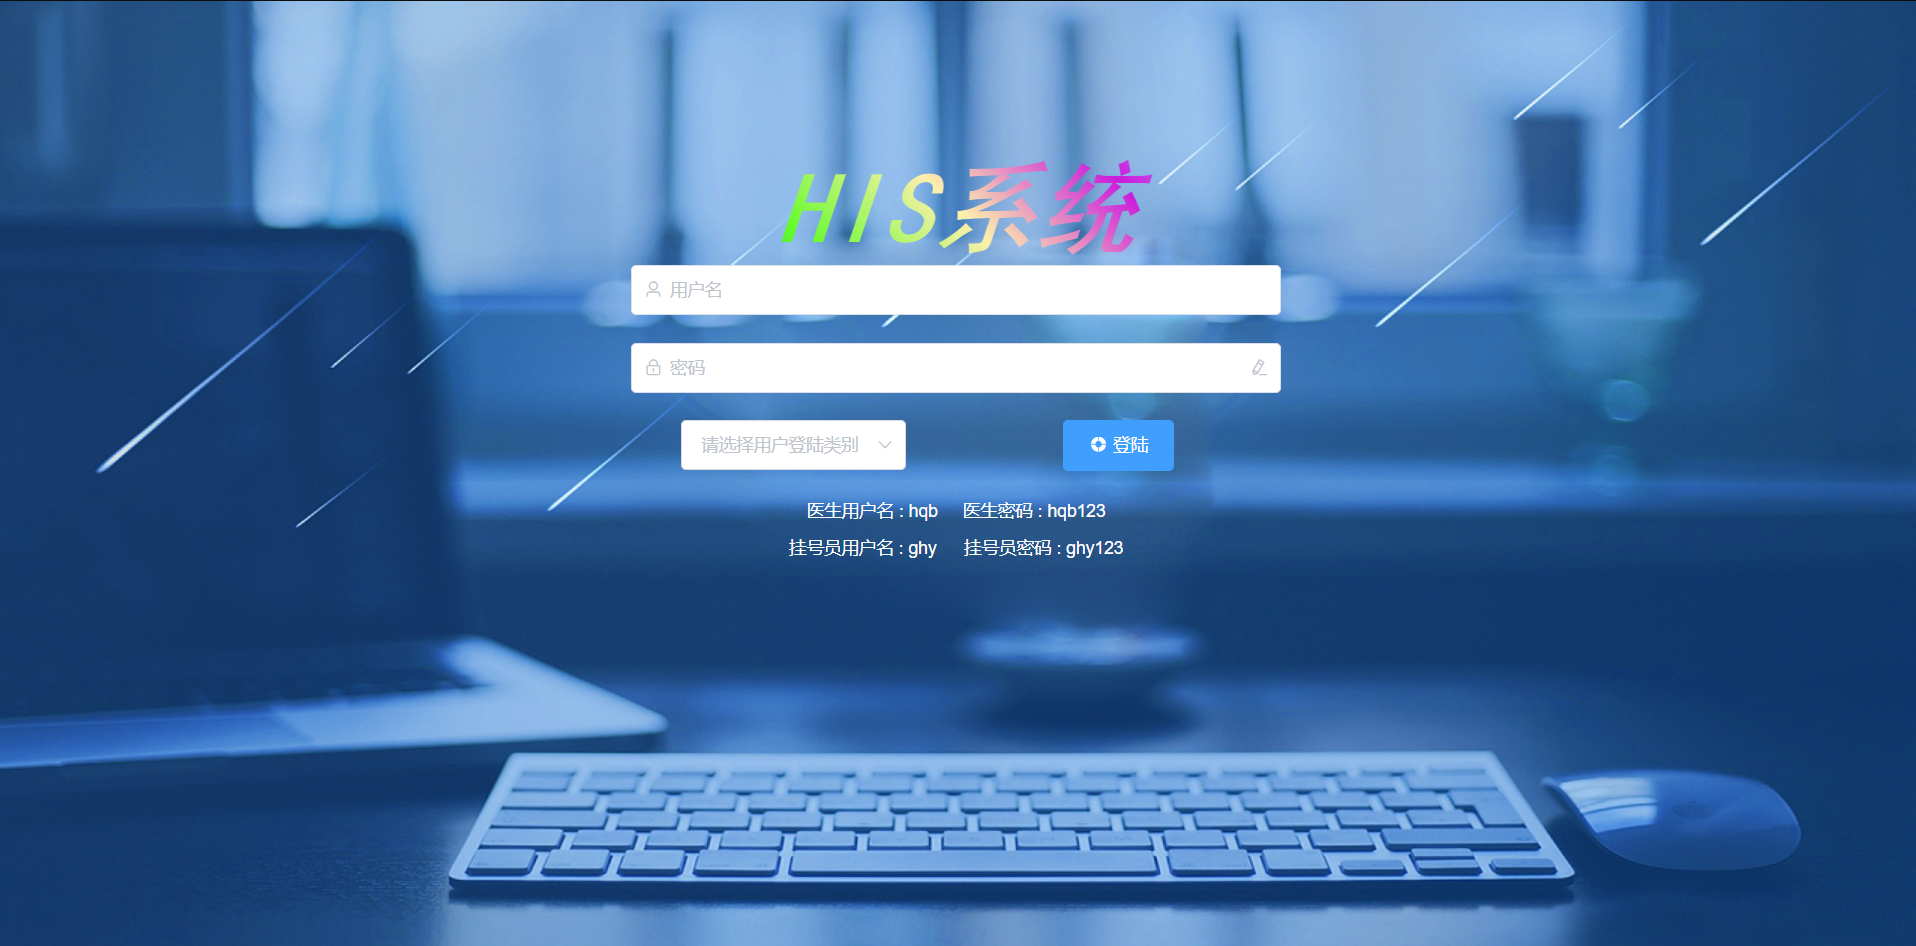 HIS系统
用户名
密码
请选择用户登陆类别
登陆
医生用户名 : hqb 医生密码 : hqb123
挂号员用户名 : ghy 挂号员密码 : ghy123